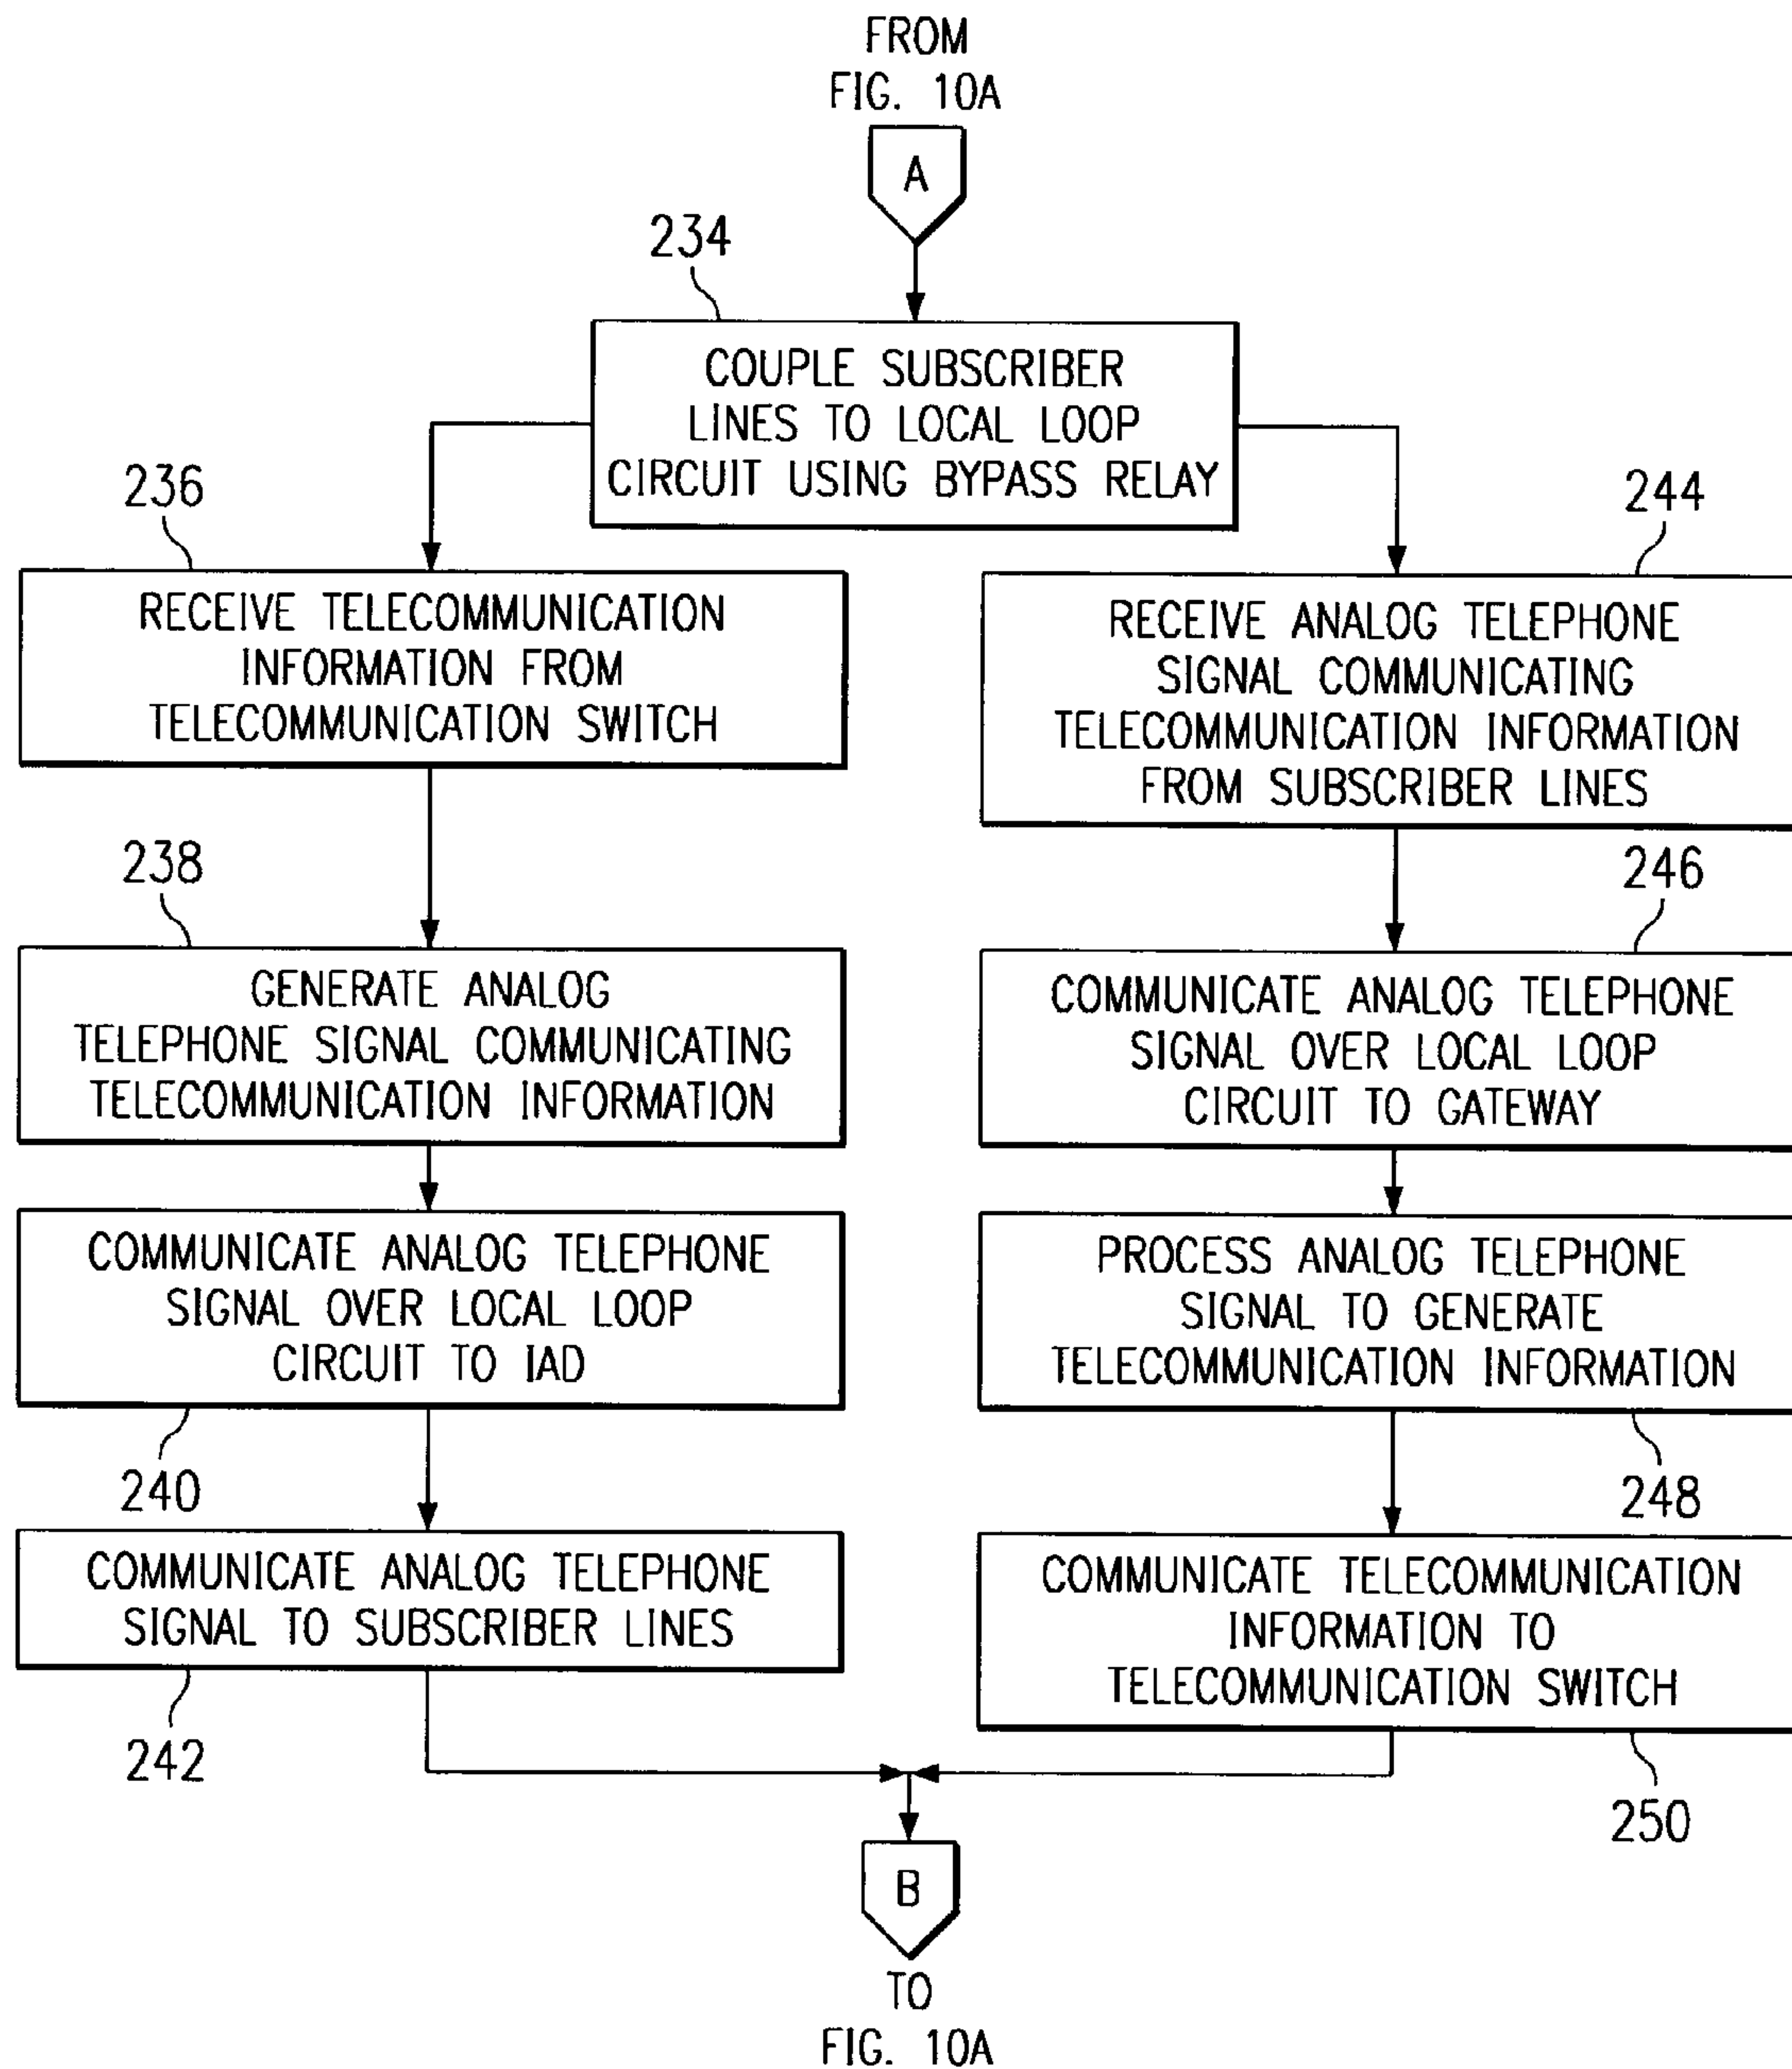 FROM
FIG. 10A
A
234
COUPLE SUBSCRIBER
LINES TO LOCAL LOOP
CIRCUIT USING BYPASS RELAY
236
RECEIVE TELECOMMUNICATION
INFORMATION FROM
TELECOMMUNICATION SWITCH
238
GENERATE ANALOG
TELEPHONE SIGNAL COMMUNICATING
TELECOMMUNICATION INFORMATION
COMMUNICATE ANALOG TELEPHONE
SIGNAL OVER LOCAL LOOP
CIRCUIT TO IAD
240
COMMUNICATE ANALOG TELEPHONE
SIGNAL TO SUBSCRIBER LINES
242
244
RECEIVE ANALOG TELEPHONE
SIGNAL COMMUNICATING
TELECOMMUNICATION INFORMATION
FROM SUBSCRIBER LINES
246
COMMUNICATE ANALOG TELEPHONE
SIGNAL OVER LOCAL LOOP
CIRCUIT TO GATEWAY
PROCESS ANALOG TELEPHONE
SIGNAL TO GENERATE
TELECOMMUNICATION INFORMATION
248
COMMUNICATE TELECOMMUNICATION
INFORMATION TO
TELECOMMUNICATION SWITCH
250
B
TO
FIG. 10A